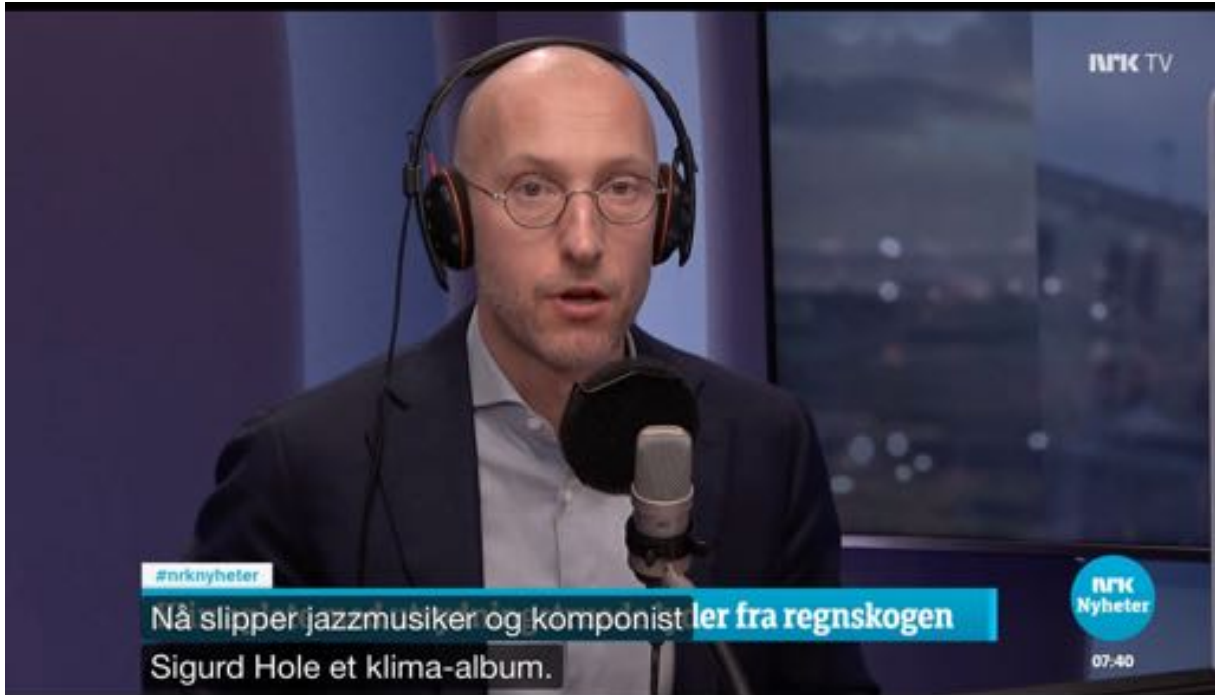 NRK TV
#nrknyheter
Nå slipper jazzmusiker og komponist
der fra regnskogen
Sigurd Hole et klima-album.
NRK
Nyheter
07:40